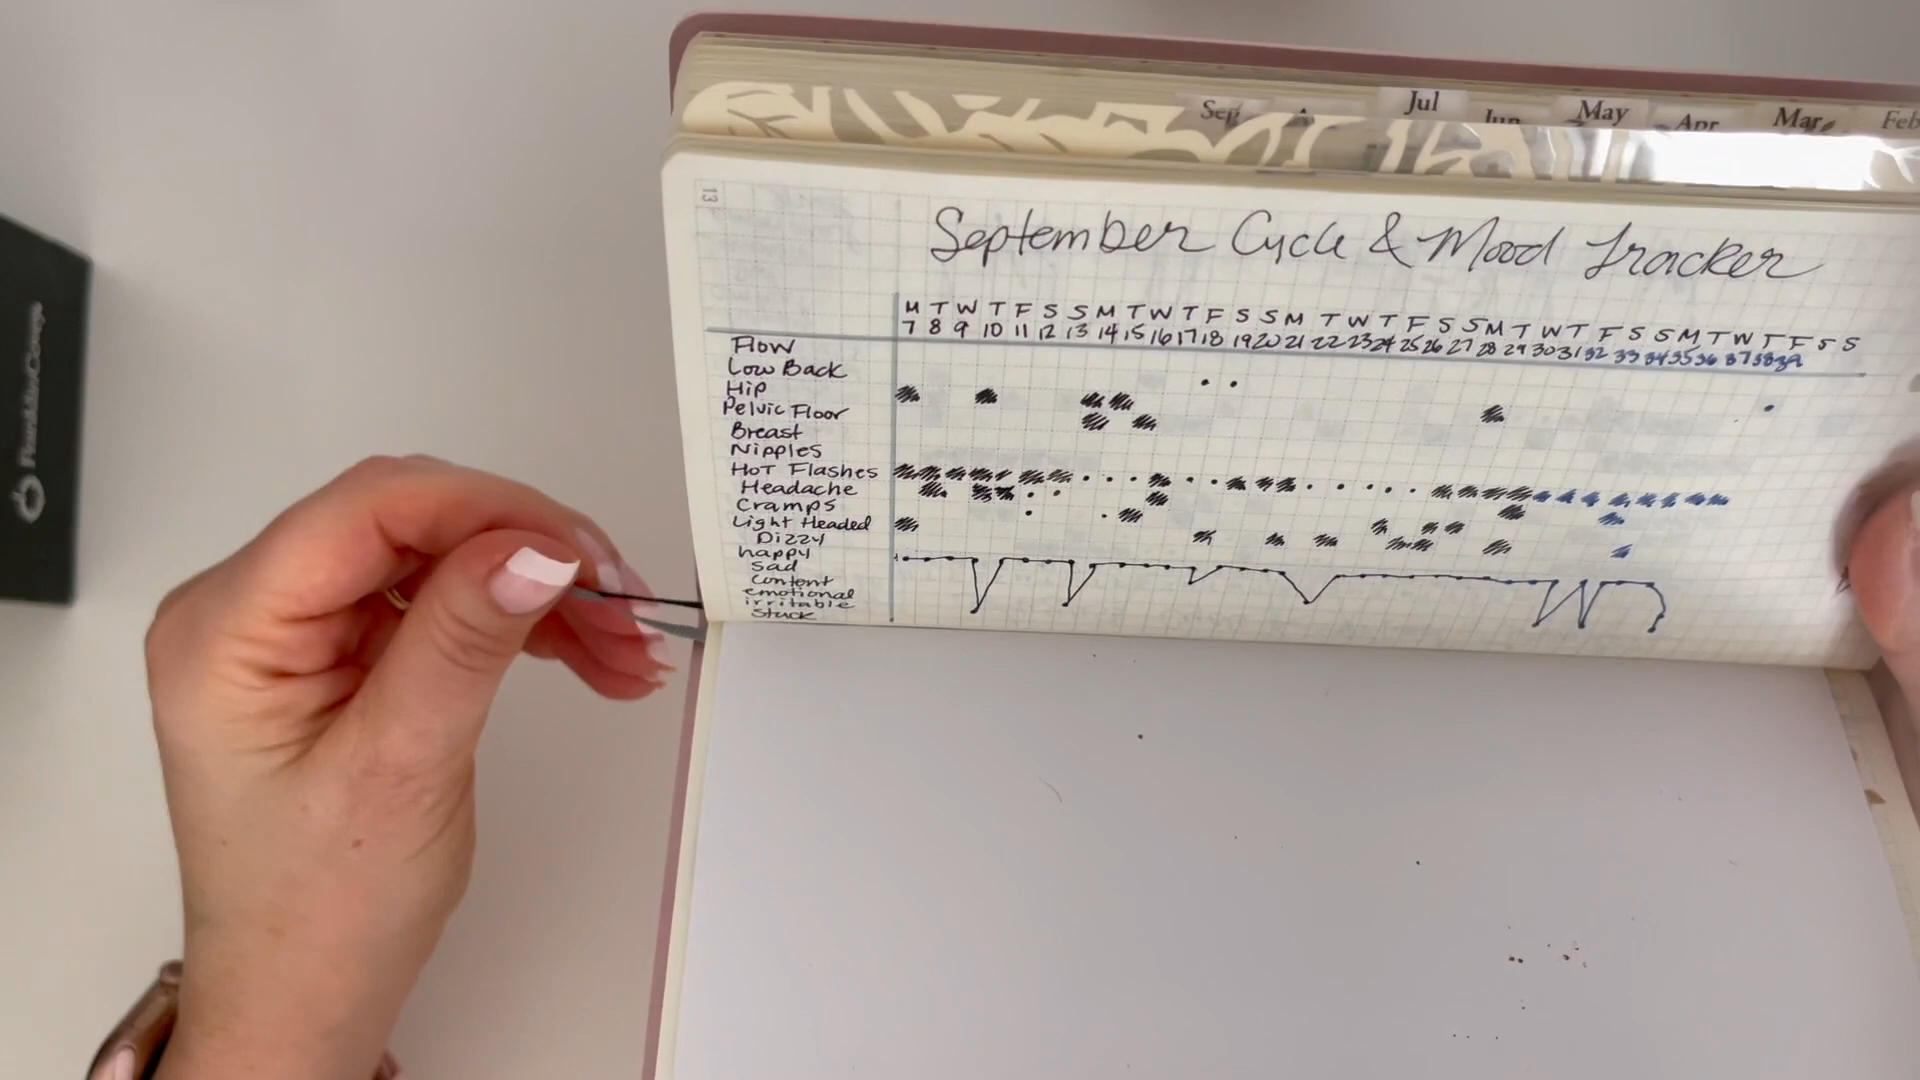 Sep
Jul
Jun
May
Apr
Mar
Feb
13
September Cycle & Mood Tracker
M T W T F S S M T W T F S S M T W T F S S M T W T F S S M T W T F S S
7 8 9 10 11 12 13 14 15 16 17 18 19 20 21 22 23 24 25 26 27 28 29 30 31 32 33 34 35 36 37 38 39
Flow
Low Back
Hip
Pelvic Floor
Breast
Nipples
Hot Flashes
Headache
Cramps
Light Headed
Dizzy
happy
Sad
Content
emotional
irritable
Stuck
FranklinCovey